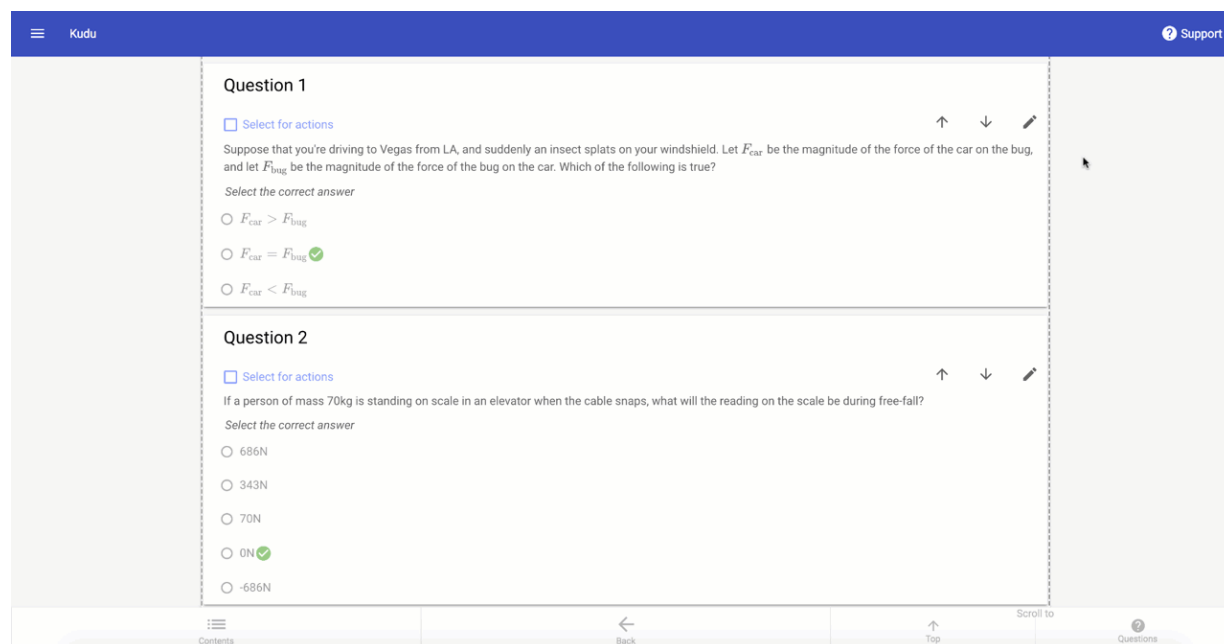 Kudu
Support
Question 1
Select for actions
Suppose that you're driving to Vegas from LA, and suddenly an insect splats on your windshield. Let F_car be the magnitude of the force of the car on the bug,
and let F_bug be the magnitude of the force of the bug on the car. Which of the following is true?
Select the correct answer
F_car > F_bug
F_car = F_bug
F_car < F_bug
Question 2
Select for actions
If a person of mass 70kg is standing on scale in an elevator when the cable snaps, what will the reading on the scale be during free-fall?
Select the correct answer
686N
343N
70N
0N
-686N
Scroll to
Contents
Back
Top
Questions